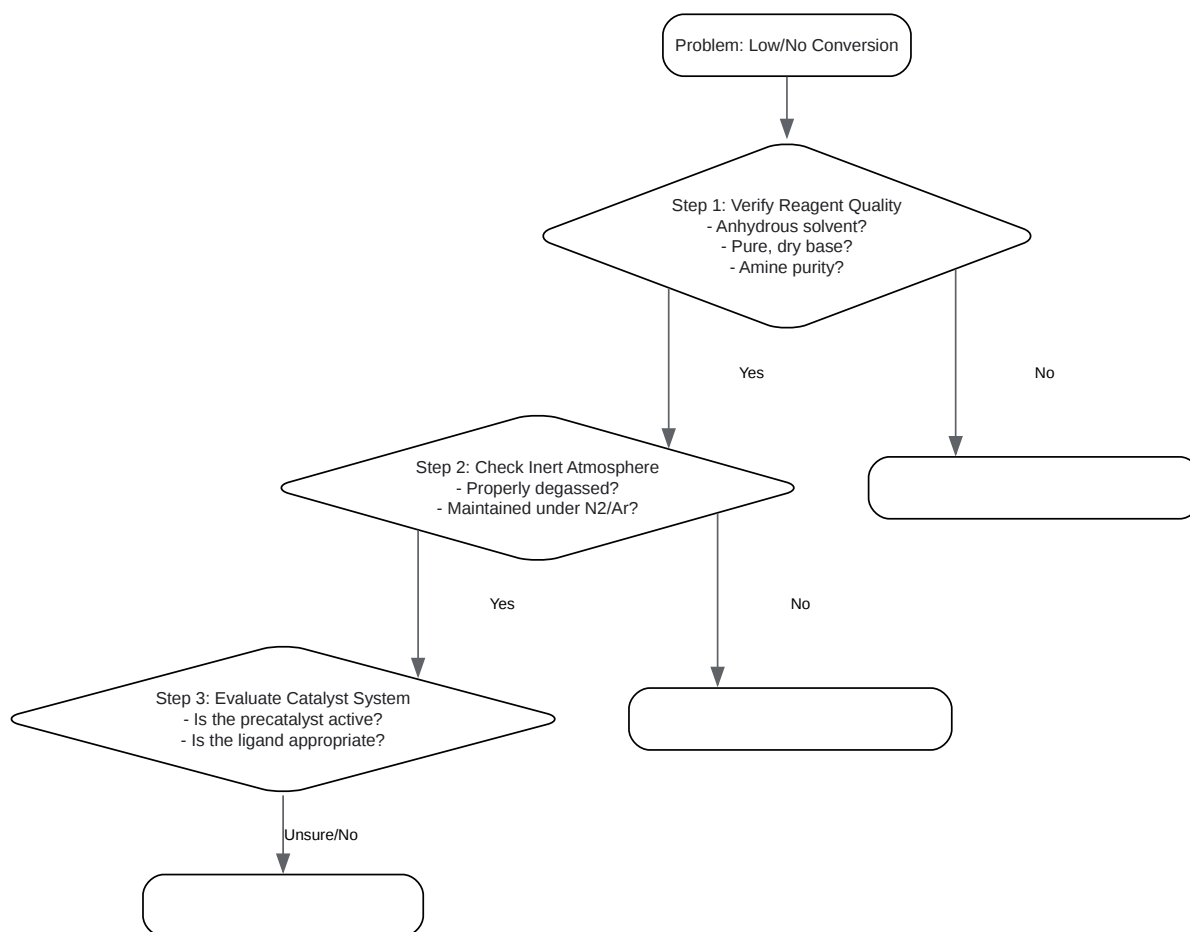 Problem: Low/No Conversion
Step 1: Verify Reagent Quality
- Anhydrous solvent?
- Pure, dry base?
- Amine purity?
Yes
No
Step 2: Check Inert Atmosphere
- Properly degassed?
- Maintained under N2/Ar?
Yes
No
Step 3: Evaluate Catalyst System
- Is the precatalyst active?
- Is the ligand appropriate?
Unsure/No